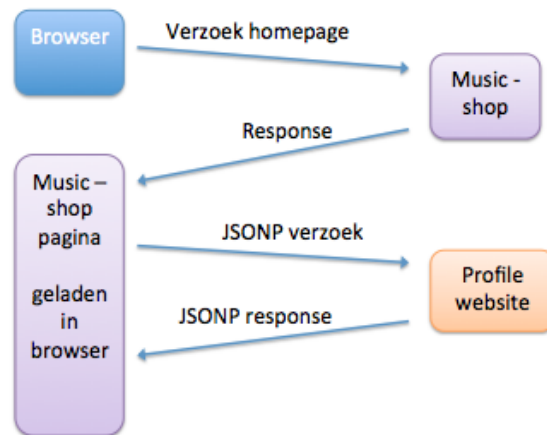 Browser
Verzoek homepage
Music -
shop
Response
Music –
shop
pagina
geladen
in
browser
JSONP verzoek
Profile
website
JSONP response